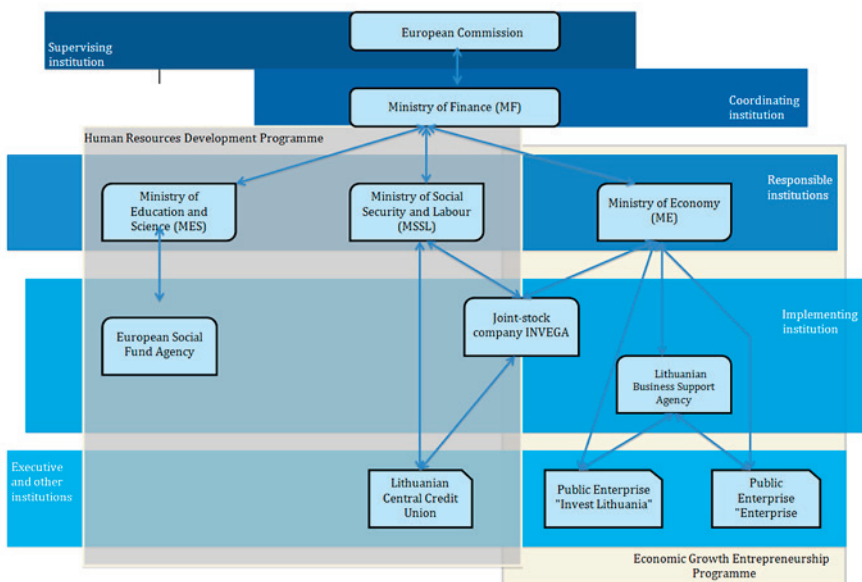 European Commission
Supervising
institution
Ministry of Finance (MF)
Coordinating
institution
Human Resources Development Programme
Ministry of
Education and
Science (MES)
Ministry of Social
Security and Labour
(MSSL)
Ministry of Economy
(ME)
Responsible
institutions
European Social
Fund Agency
Joint-stock
company INVEGA
Implementing
institution
Lithuanian
Business Support
Agency
Executive
and other
institutions
Lithuanian
Central Credit
Union
Public Enterprise
"Invest Lithuania"
Public
Enterprise
"Enterprise
Economic Growth Entrepreneurship
Programme